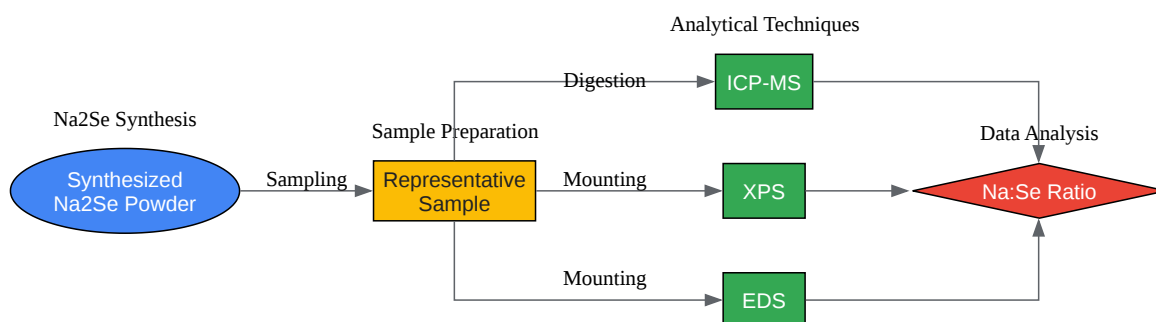 Analytical Techniques
Digestion
ICP-MS
Na2Se Synthesis
Sample Preparation
Data Analysis
Synthesized
Na2Se Powder
Sampling
Representative
Sample
Mounting
XPS
Na:Se Ratio
Mounting
EDS